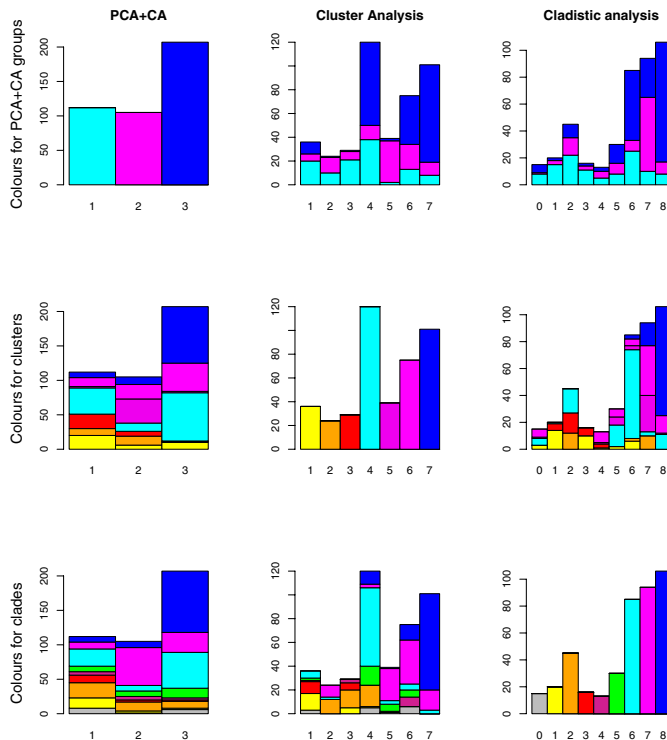 PCA+CA
Cluster Analysis
Cladistic analysis
Colours for PCA+CA groups
0 50 100 150 200
1 2 3
0 20 40 60 80 120
1 2 3 4 5 6 7
0 20 40 60 80 100
0 1 2 3 4 5 6 7 8
Colours for clusters
0 50 100 150 200
1 2 3
0 20 40 60 80 120
1 2 3 4 5 6 7
0 20 40 60 80 100
0 1 2 3 4 5 6 7 8
Colours for clades
0 50 100 150 200
1 2 3
0 20 40 60 80 120
1 2 3 4 5 6 7
0 20 40 60 80 100
0 1 2 3 4 5 6 7 8